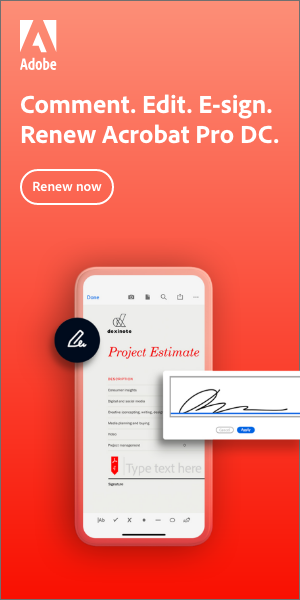 Adobe
Comment. Edit. E-sign.
Renew Acrobat Pro DC.
Renew now
Done
dexinoto
Project Estimate
DESCRIPTION
Consumer insights
Digital and social media
Creative concepting, writing, design
Media planning and buying
Video
Project management
Type text here
Signature
Cancel
Apply
Ab